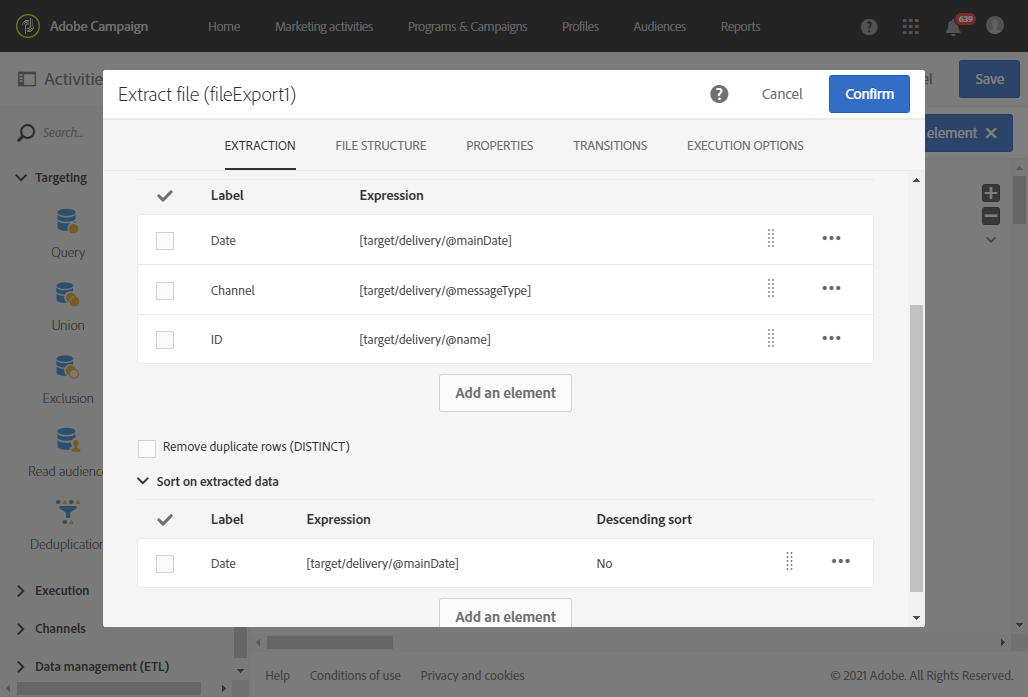 Adobe Campaign Home Marketing activities Programs & Campaigns Profiles Audiences Reports ? 639
Activitie Save
Extract file (fileExport1) ? Cancel Confirm
Search... element
EXTRACTION FILE STRUCTURE PROPERTIES TRANSITIONS EXECUTION OPTIONS
Targeting
Label Expression
Date [target/delivery/@mainDate]
Query
Channel [target/delivery/@messageType]
Union
ID [target/delivery/@name]
Exclusion
Add an element
Remove duplicate rows (DISTINCT)
Read audience
Sort on extracted data
Label Expression Descending sort
Deduplication
Date [target/delivery/@mainDate] No
Execution
Add an element
Channels
Data management (ETL)
Help Conditions of use Privacy and cookies © 2021 Adobe. All Rights Reserved.